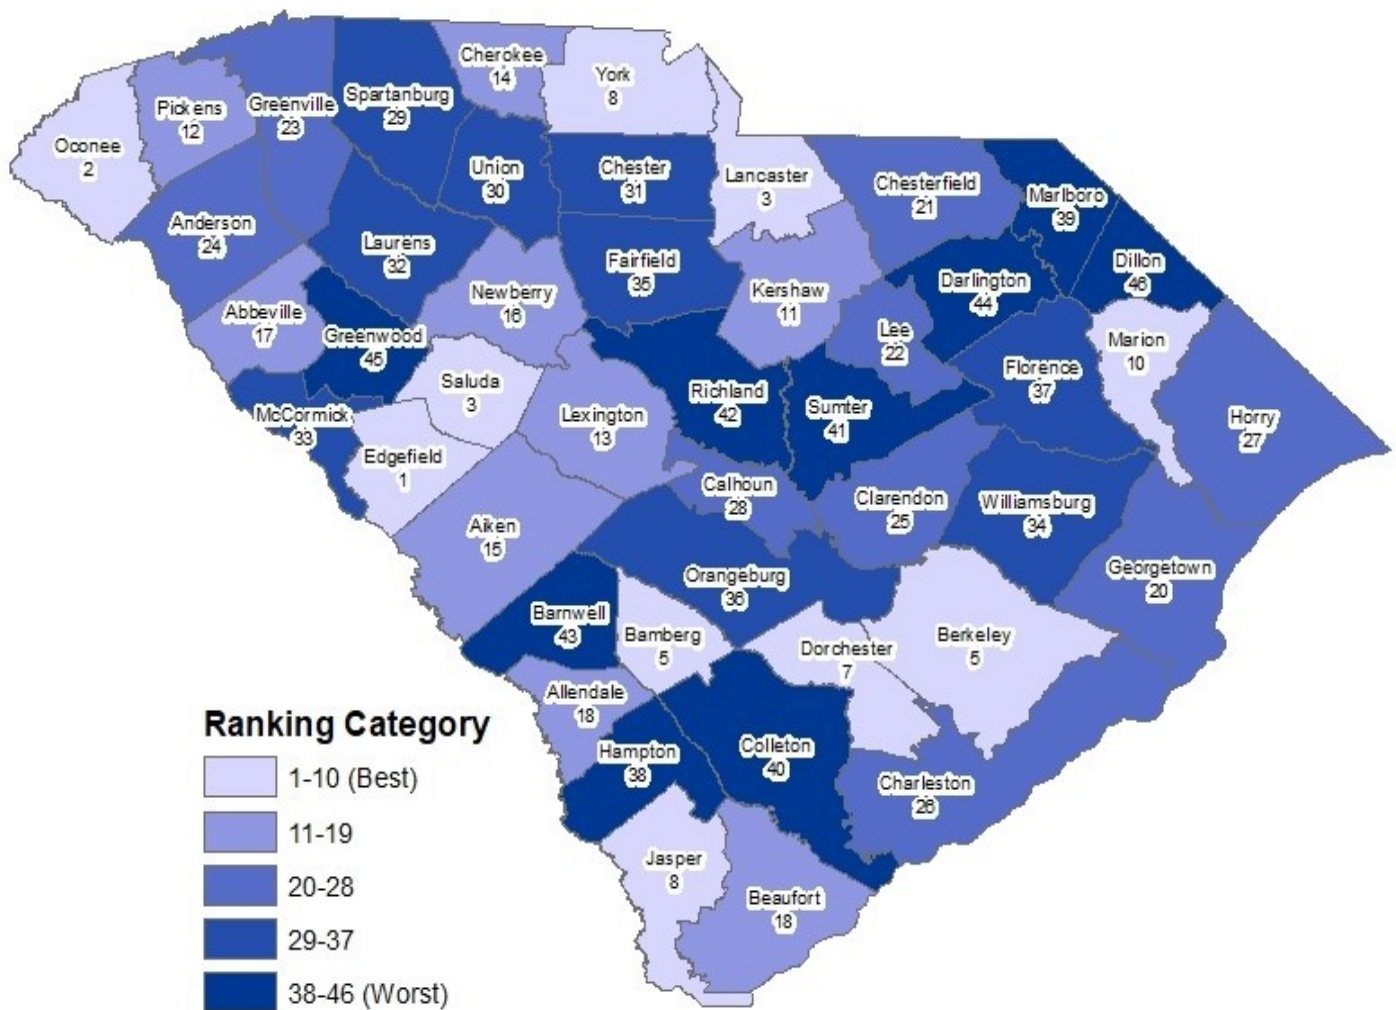 Cherokee
14
York
8
Pickens
12
Greenville
23
Spartanburg
29
Oconee
2
Union
30
Chester
31
Lancaster
3
Chesterfield
21
Marlboro
39
Anderson
24
Laurens
32
Fairfield
35
Dillon
46
Darlington
44
Newberry
16
Kershaw
11
Abbeville
17
Greenwood
45
Lee
22
Marion
10
Saluda
3
Richland
42
Sumter
41
Florence
37
McCormick
33
Lexington
13
Horry
27
Edgefield
1
Calhoun
28
Clarendon
25
Williamsburg
34
Aiken
15
Orangeburg
36
Georgetown
20
Barnwell
43
Bamberg
5
Dorchester
7
Berkeley
5
Allendale
18
Hampton
38
Colleton
40
Charleston
26
Jasper
8
Beaufort
18
Ranking Category
1-10 (Best)
11-19
20-28
29-37
38-46 (Worst)